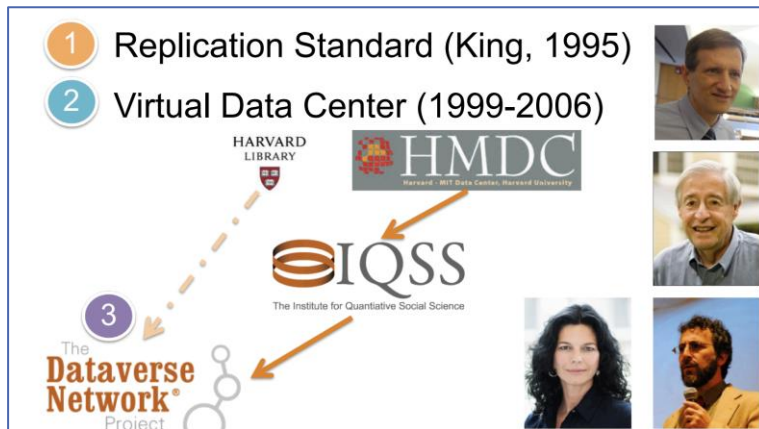 1 Replication Standard (King, 1995)
2 Virtual Data Center (1999-2006)
HARVARD
LIBRARY
HMDC
Harvard - MIT Data Center, Harvard University
IQSS
The Institute for Quantiative Social Science
3
The
Dataverse
Network®
Project